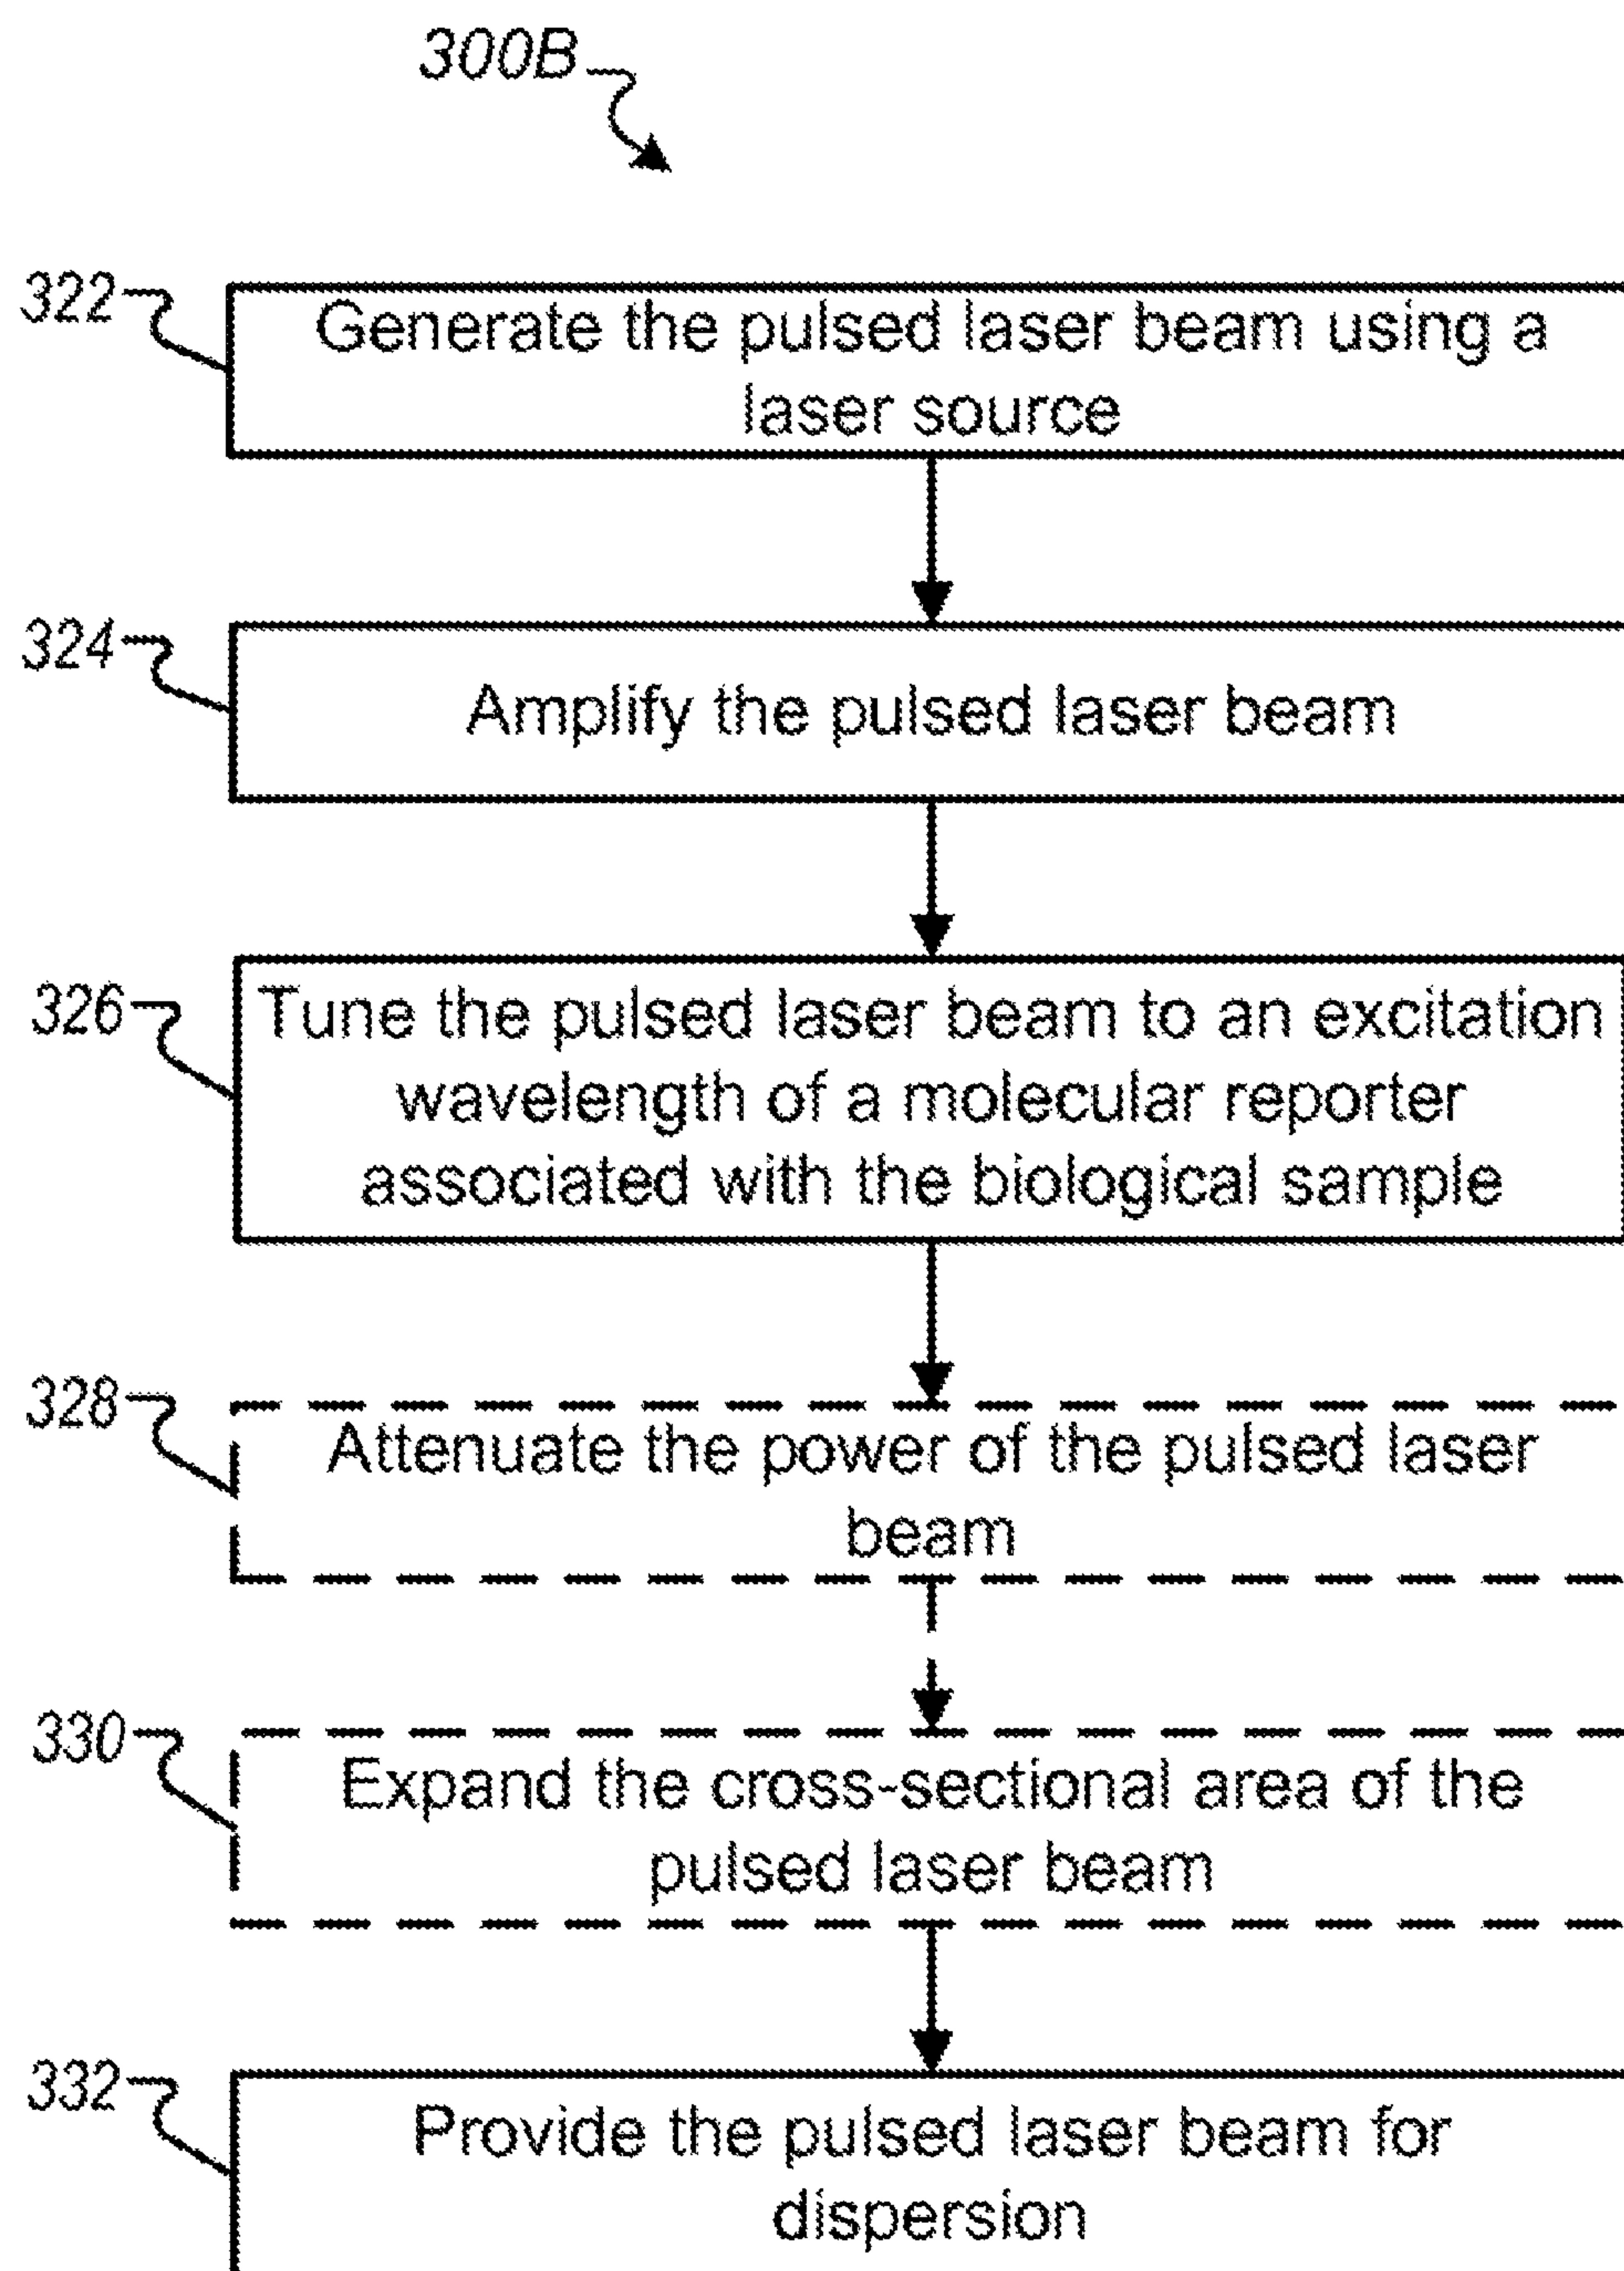 300B
322
Generate the pulsed laser beam using a
laser source
324
Amplify the pulsed laser beam
326
Tune the pulsed laser beam to an excitation
wavelength of a molecular reporter
associated with the biological sample
328
Attenuate the power of the pulsed laser
beam
330
Expand the cross-sectional area of the
pulsed laser beam
332
Provide the pulsed laser beam for
dispersion